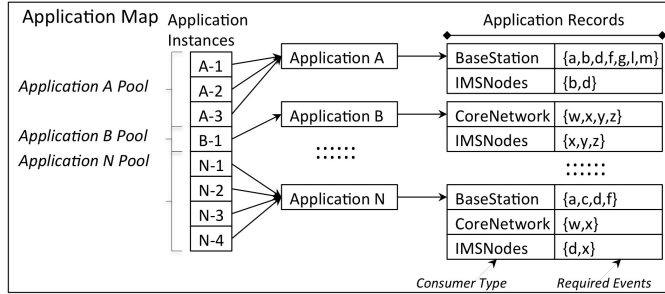 Application Map
Application
Instances
Application Records
A-1
A-2
A-3
B-1
N-1
N-2
N-3
N-4
Application A Pool
Application B Pool
Application N Pool
Application A
Application B
::::::
Application N
BaseStation {a,b,d,f,g,l,m}
IMSNodes {b,d}
CoreNetwork {w,x,y,z}
IMSNodes {x,y,z}
::::::
BaseStation {a,c,d,f}
CoreNetwork {w,x}
IMSNodes {d,x}
Consumer Type
Required Events